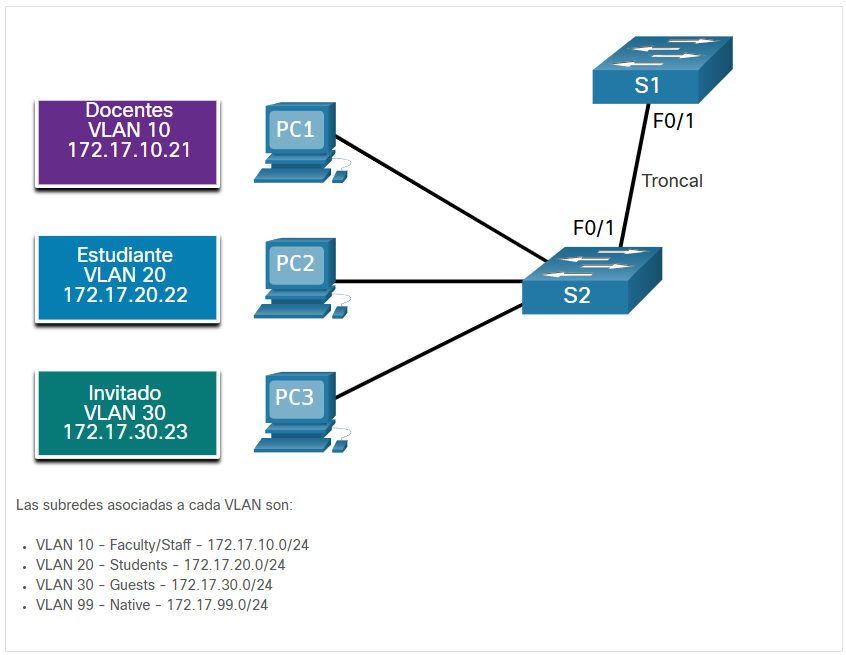 Docentes
VLAN 10
172.17.10.21
PC1
S1
F0/1
Troncal
F0/1
Estudiante
VLAN 20
172.17.20.22
PC2
S2
Invitado
VLAN 30
172.17.30.23
PC3
Las subredes asociadas a cada VLAN son:
VLAN 10 - Faculty/Staff - 172.17.10.0/24
VLAN 20 - Students - 172.17.20.0/24
VLAN 30 - Guests - 172.17.30.0/24
VLAN 99 - Native - 172.17.99.0/24